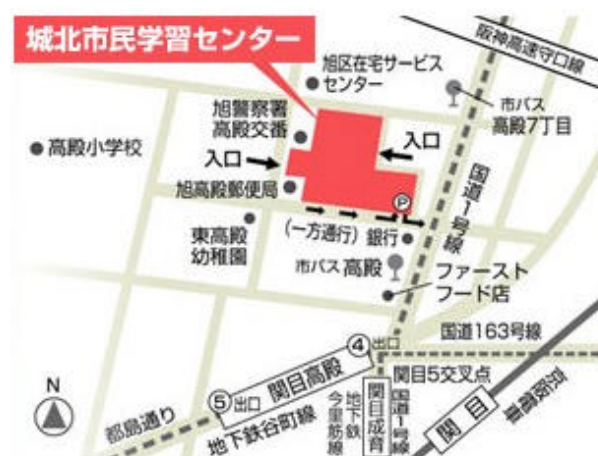 城北市民学習センター
阪神高速守口線
旭区在宅サービス
センター
市バス
高殿7丁目
旭警察署
高殿交番
高殿小学校
入口
入口
国道1号線
旭高殿郵便局
P
(一方通行)
銀行
東高殿
幼稚園
市バス 高殿
ファースト
フード店
④出口
国道163号線
関目5交叉点
N
⑤出口
関目高殿
都島通り
地下鉄谷町線
地下鉄
今里筋線
関目成育
国道1号線
関目
京阪電車